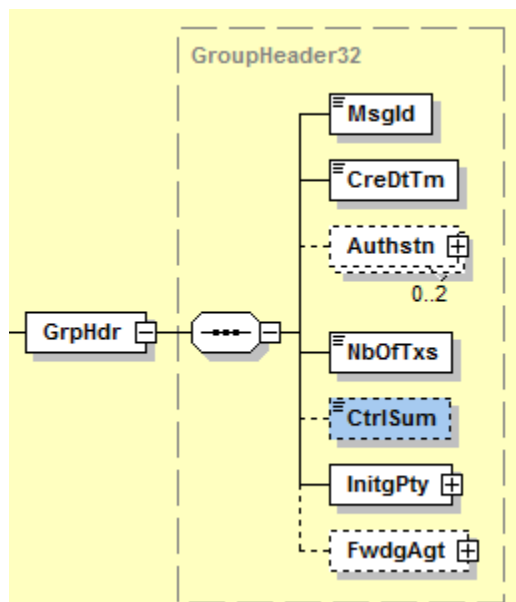 GroupHeader32
MsgId
CreDtTm
Authstn
0..2
GrpHdr
NbOfTxs
CtrlSum
InitgPty
FwdgAgt